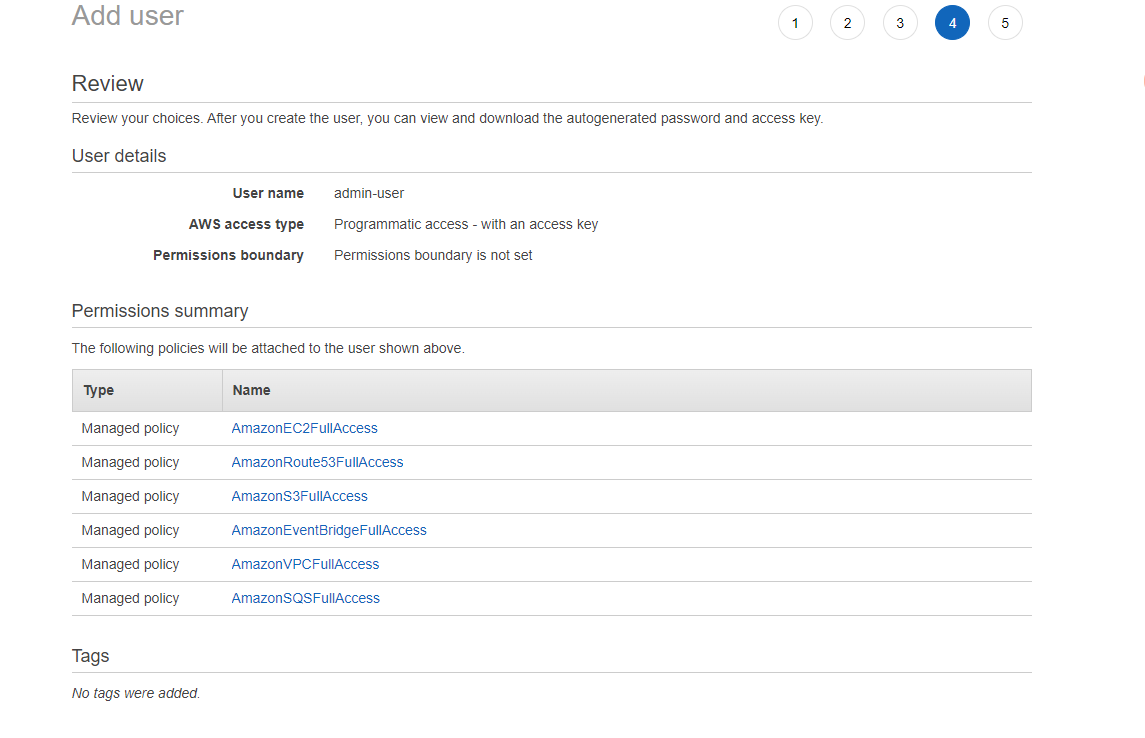 Add user
1 2 3 4 5
Review
Review your choices. After you create the user, you can view and download the autogenerated password and access key.
User details
User name admin-user
AWS access type Programmatic access - with an access key
Permissions boundary Permissions boundary is not set
Permissions summary
The following policies will be attached to the user shown above.
Type Name
Managed policy AmazonEC2FullAccess
Managed policy AmazonRoute53FullAccess
Managed policy AmazonS3FullAccess
Managed policy AmazonEventBridgeFullAccess
Managed policy AmazonVPCFullAccess
Managed policy AmazonSQSFullAccess
Tags
No tags were added.